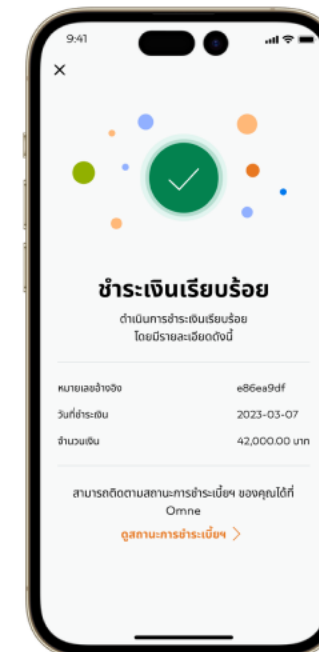 9:41
ชำระเงินเรียบร้อย
ดำเนินการชำระเงินเรียบร้อย
โดยมีรายละเอียดดังนี้
หมายเลขอ้างอิง e86ea9df
วันที่ชำระเงิน 2023-03-07
จำนวนเงิน 42,000.00 บาท
สามารถติดตามสถานะการชำระเบี้ยฯ ของคุณได้ที่
Omne
ดูสถานะการชำระเบี้ยฯ